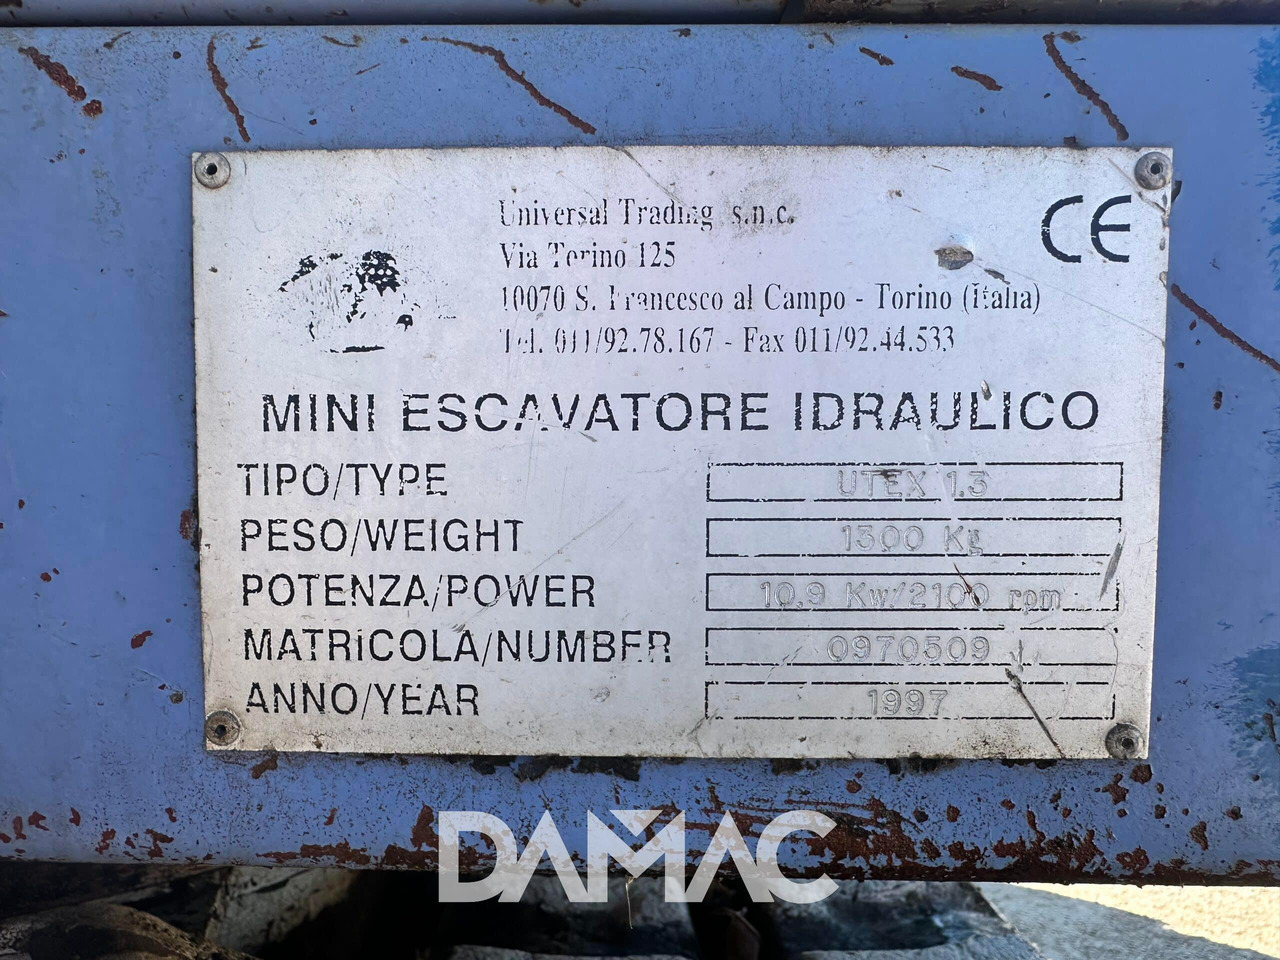 Universal Trading s.n.c.
CE
Via Torino 125
10070 S. Francesco al Campo - Torino (Italia)
Tel. 011/92.78.167 - Fax 011/92.44.533
MINI ESCAVATORE IDRAULICO
TIPO/TYPE UTEX 1.3
PESO/WEIGHT 1300 Kg
POTENZA/POWER 10.9 Kw/2100 rpm
MATRICOLA/NUMBER 0970509
ANNO/YEAR 1997
DAMAC